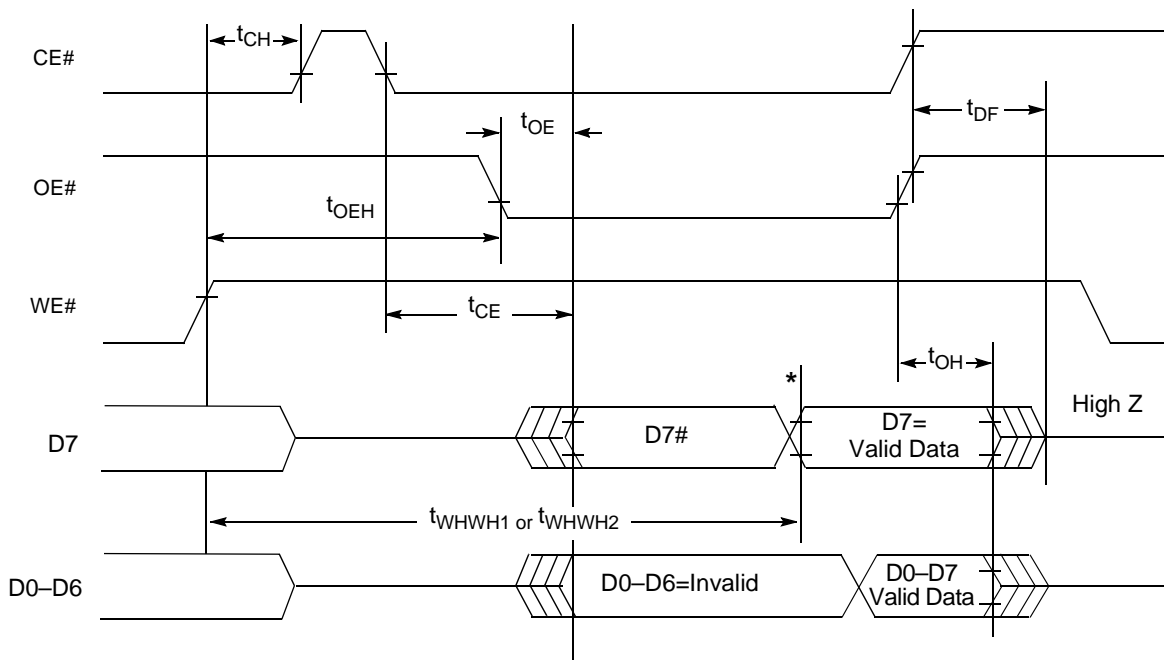 CE#
tCH
tDF
tOE
OE#
tOEH
WE#
tCE
tOH
*
High Z
D7
D7#
D7=
Valid Data
tWHWH1 or tWHWH2
D0–D6
D0–D6=Invalid
D0–D7
Valid Data